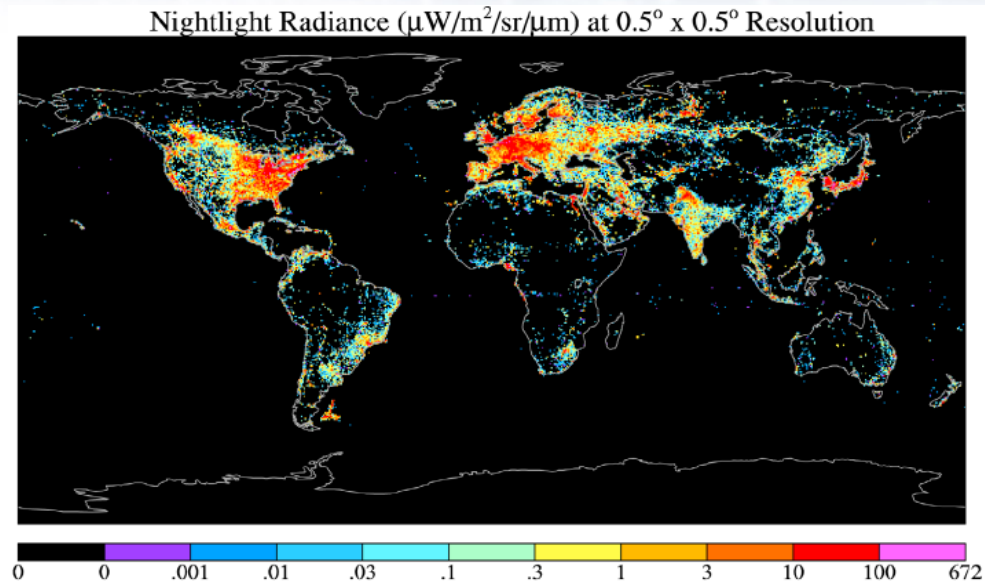 Nightlight Radiance (μW/m²/sr/μm) at 0.5° x 0.5° Resolution
0 0 .001 .01 .03 .1 .3 1 3 10 100 672